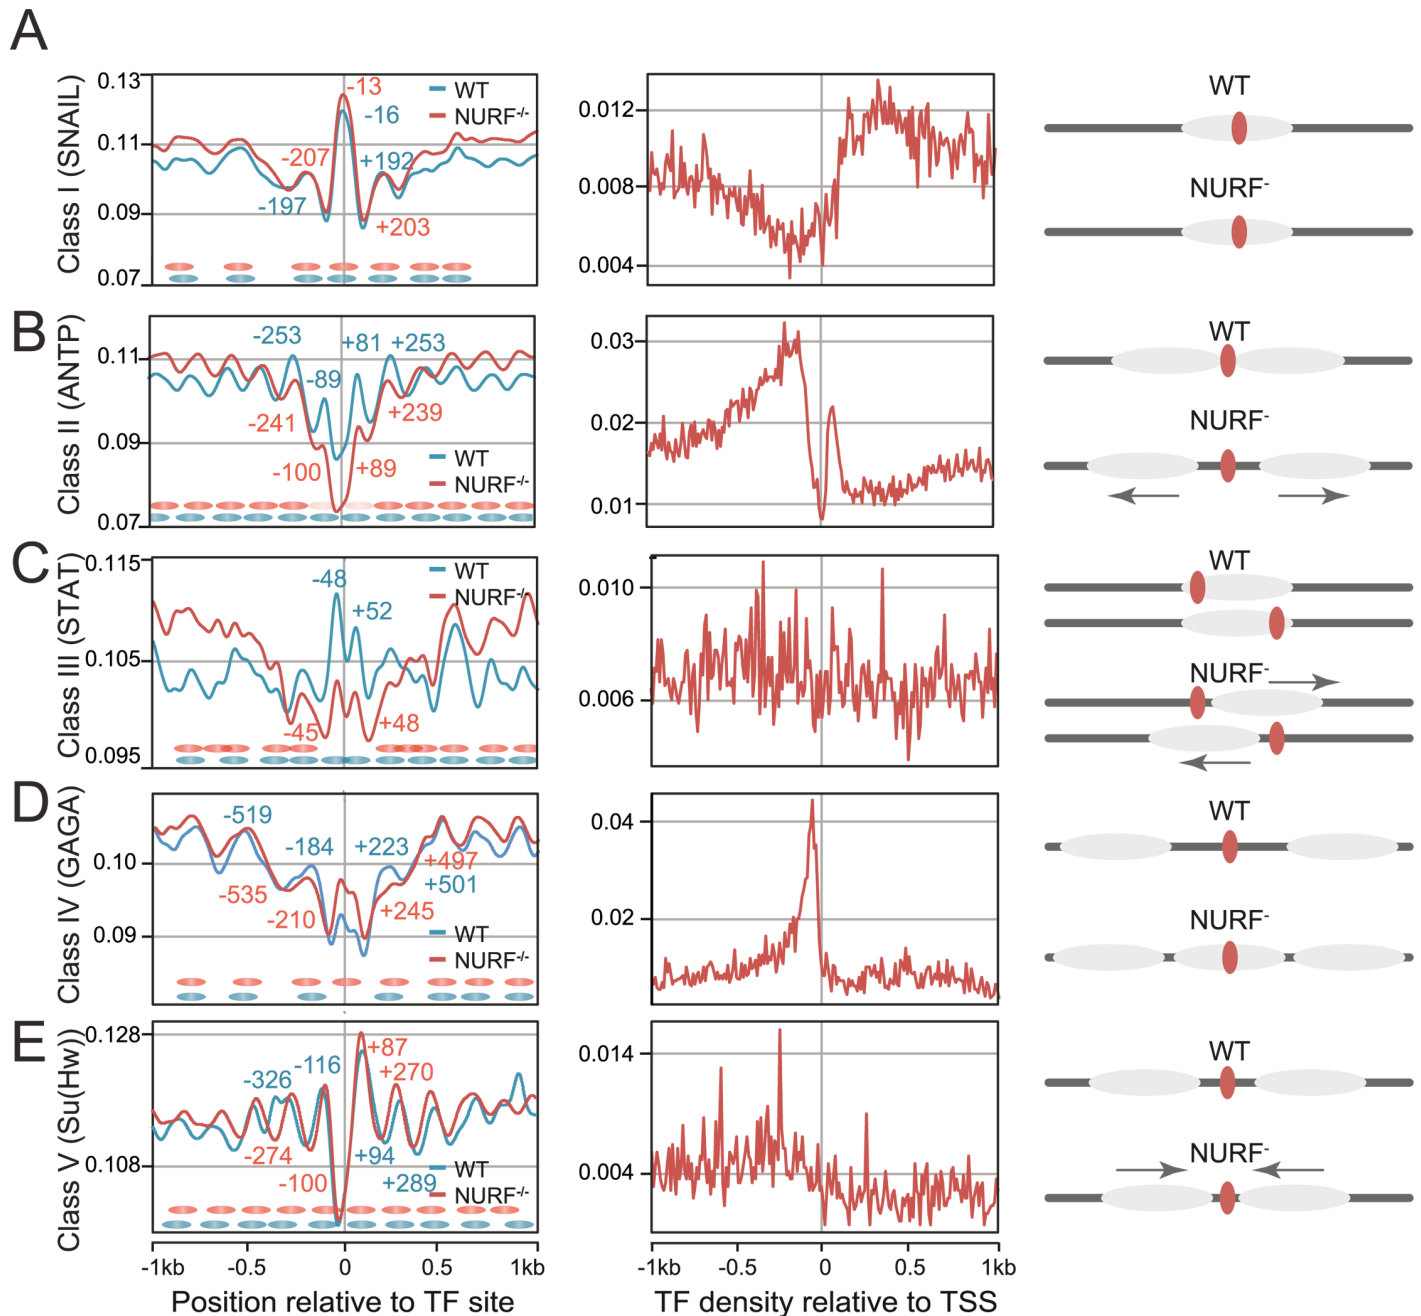 A
Class I (SNAIL)
0.13
0.11
0.09
0.07
WT
NURF-/-
-13
-16
-207
+192
-197
+203
0.012
0.008
0.004
WT
NURF-
B
Class II (ANTP)
0.11
0.09
0.07
-253
+81
+253
-89
-241
+239
-100
+89
WT
NURF-/-
0.03
0.02
0.01
WT
NURF-
C
Class III (STAT)
0.115
0.105
0.095
WT
NURF-/-
-48
+52
-45
+48
0.010
0.006
WT
NURF-
D
Class IV (GAGA)
0.10
0.09
-519
-184
+223
+497
+501
-535
-210
+245
WT
NURF-/-
0.04
0.02
WT
NURF-
E
Class V (Su(Hw))
0.128
0.108
-326
-116
+87
+270
-274
-100
+94
+289
WT
NURF-/-
0.014
0.004
WT
NURF-
-1kb -0.5 0 0.5 1kb
Position relative to TF site
-1kb -0.5 0 0.5 1kb
TF density relative to TSS